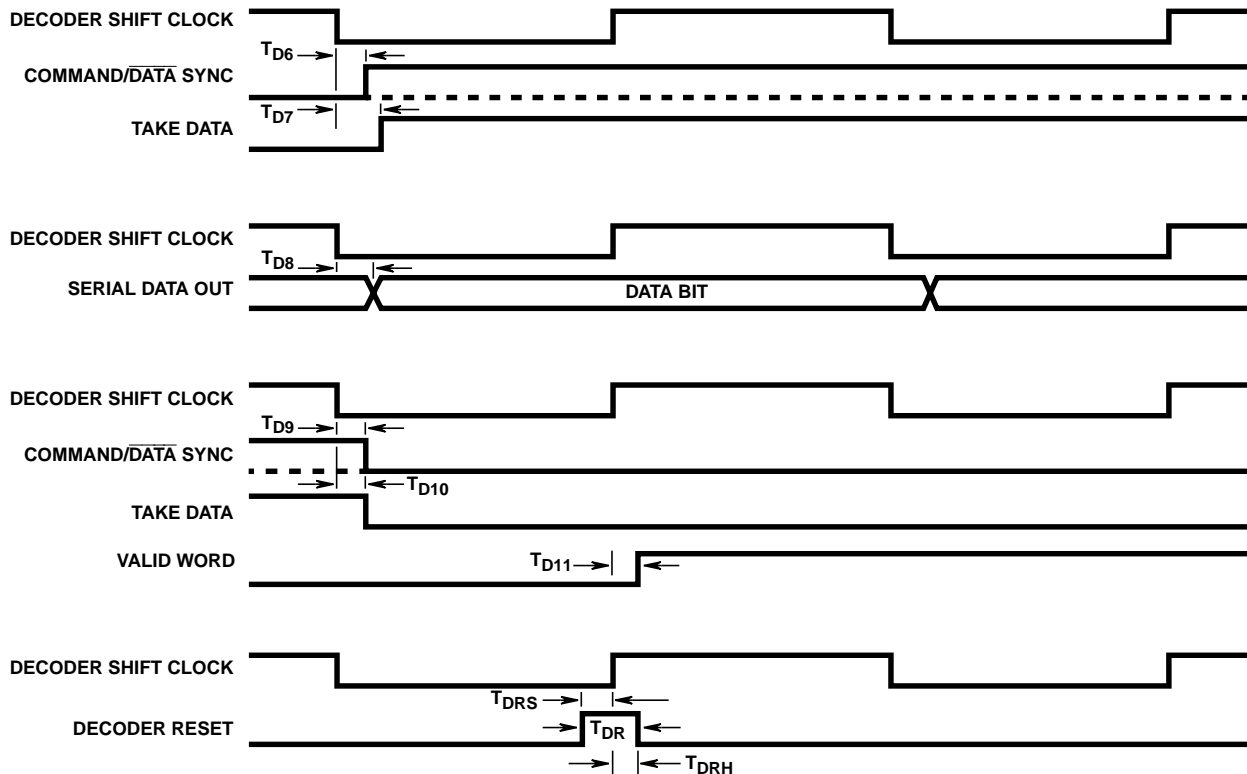 DECODER SHIFT CLOCK
TD6
COMMAND/D̅A̅T̅A̅ SYNC
TD7
TAKE DATA
DECODER SHIFT CLOCK
TD8
SERIAL DATA OUT
DATA BIT
DECODER SHIFT CLOCK
TD9
COMMAND/D̅A̅T̅A̅ SYNC
TD10
TAKE DATA
VALID WORD
TD11
DECODER SHIFT CLOCK
TDRS
DECODER RESET
TDR
TDRH